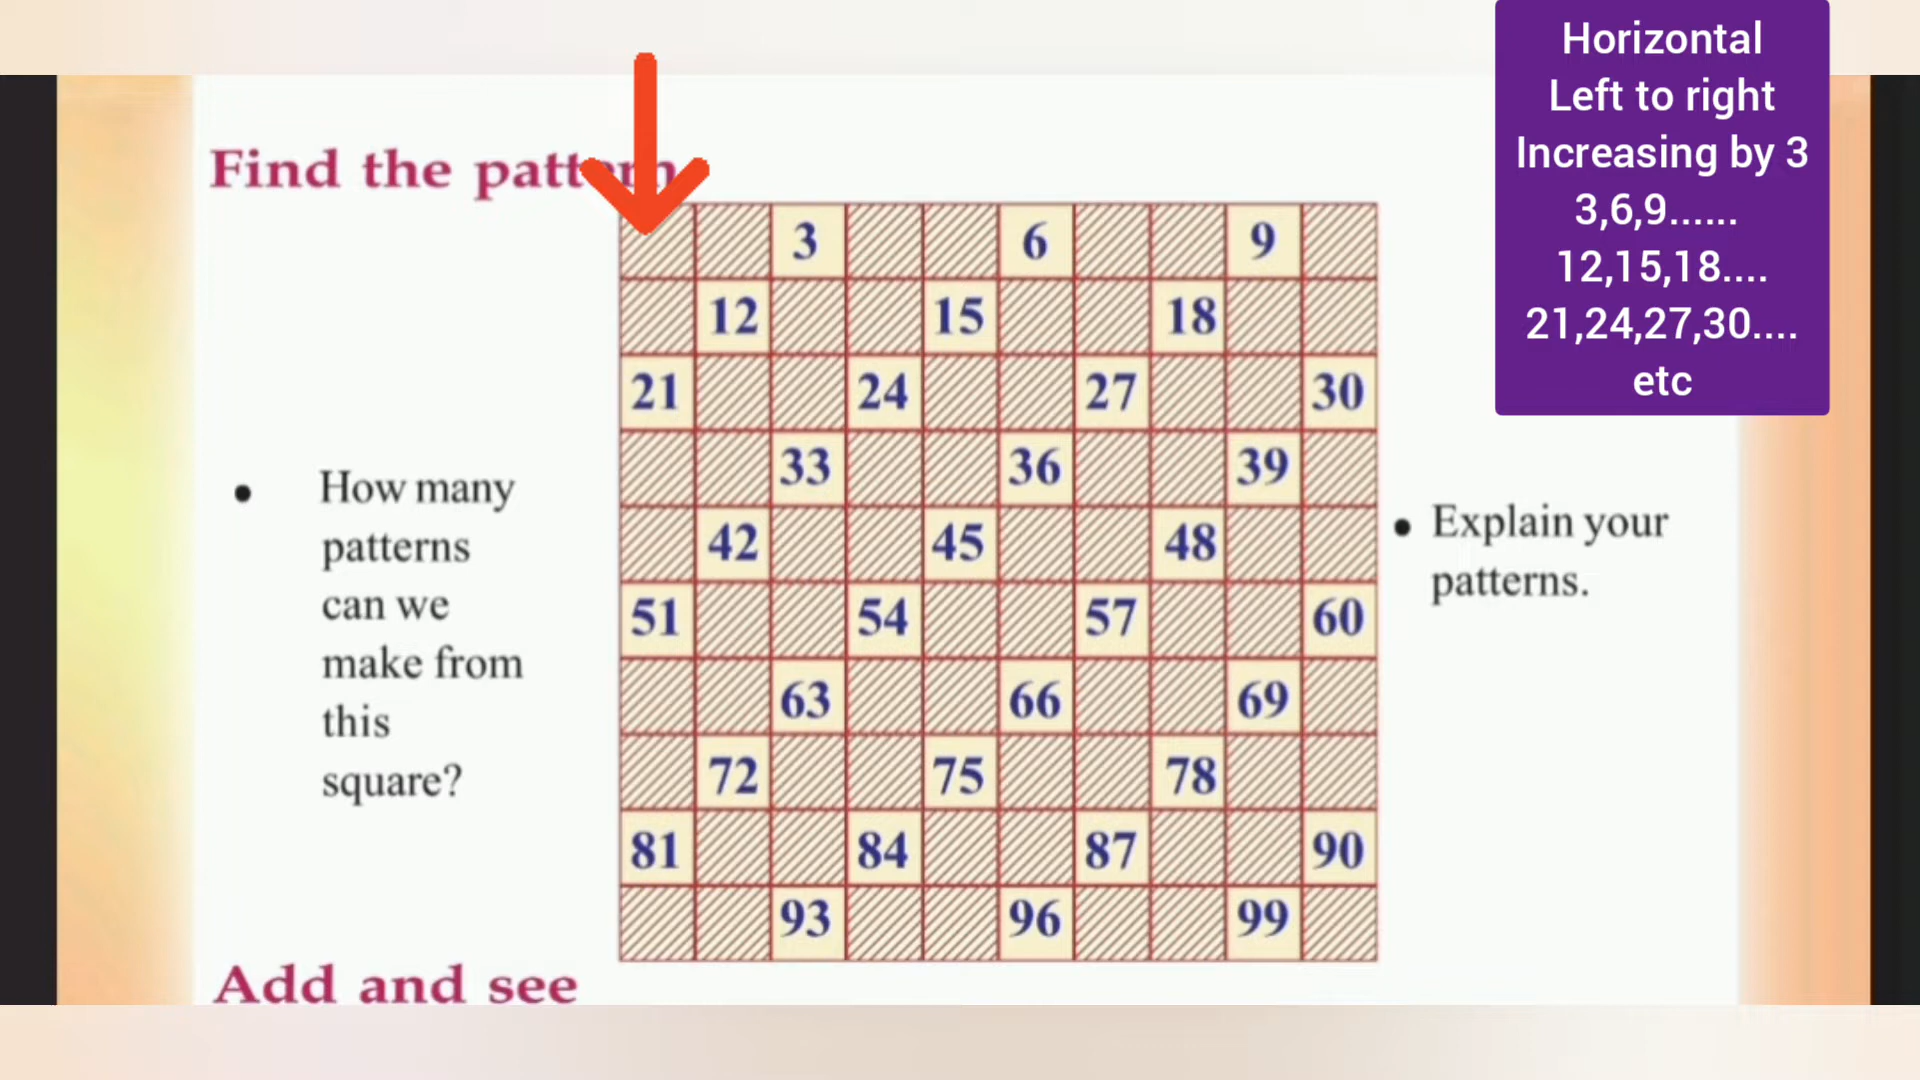 Horizontal
Left to right
Increasing by 3
3,6,9......
12,15,18....
21,24,27,30....
etc
Find the pattern
3 6 9
12 15 18
21 24 27 30
33 36 39
42 45 48
51 54 57 60
63 66 69
72 75 78
81 84 87 90
93 96 99
• How many
patterns
can we
make from
this
square?
• Explain your
patterns.
Add and see